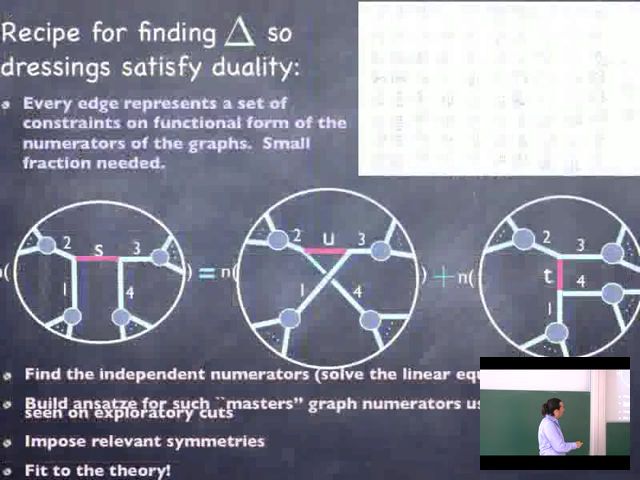 Recipe for finding Δ so
dressings satisfy duality:
Every edge represents a set of
constraints on functional form of the
numerators of the graphs. Small
fraction needed.
2 s 3 1 4
) = n(
2 u 3 1 4
) + n(
2 3 t 4 1
Find the independent numerators (solve the linear equ
Build ansatze for such ``masters'' graph numerators us
seen on exploratory cuts
Impose relevant symmetries
Fit to the theory!